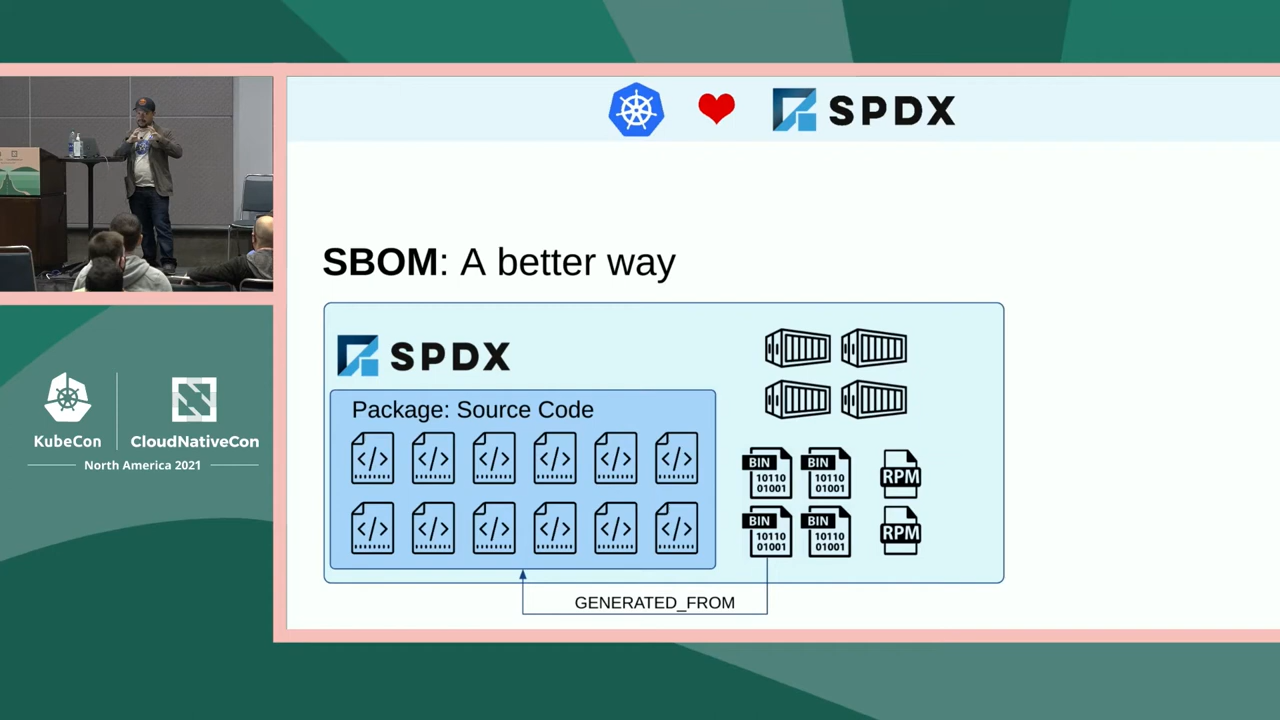 SPDX
SBOM: A better way
SPDX
Package: Source Code
BIN
10110
01001
BIN
10110
01001
RPM
BIN
10110
01001
BIN
10110
01001
RPM
GENERATED_FROM
KubeCon
CloudNativeCon
North America 2021